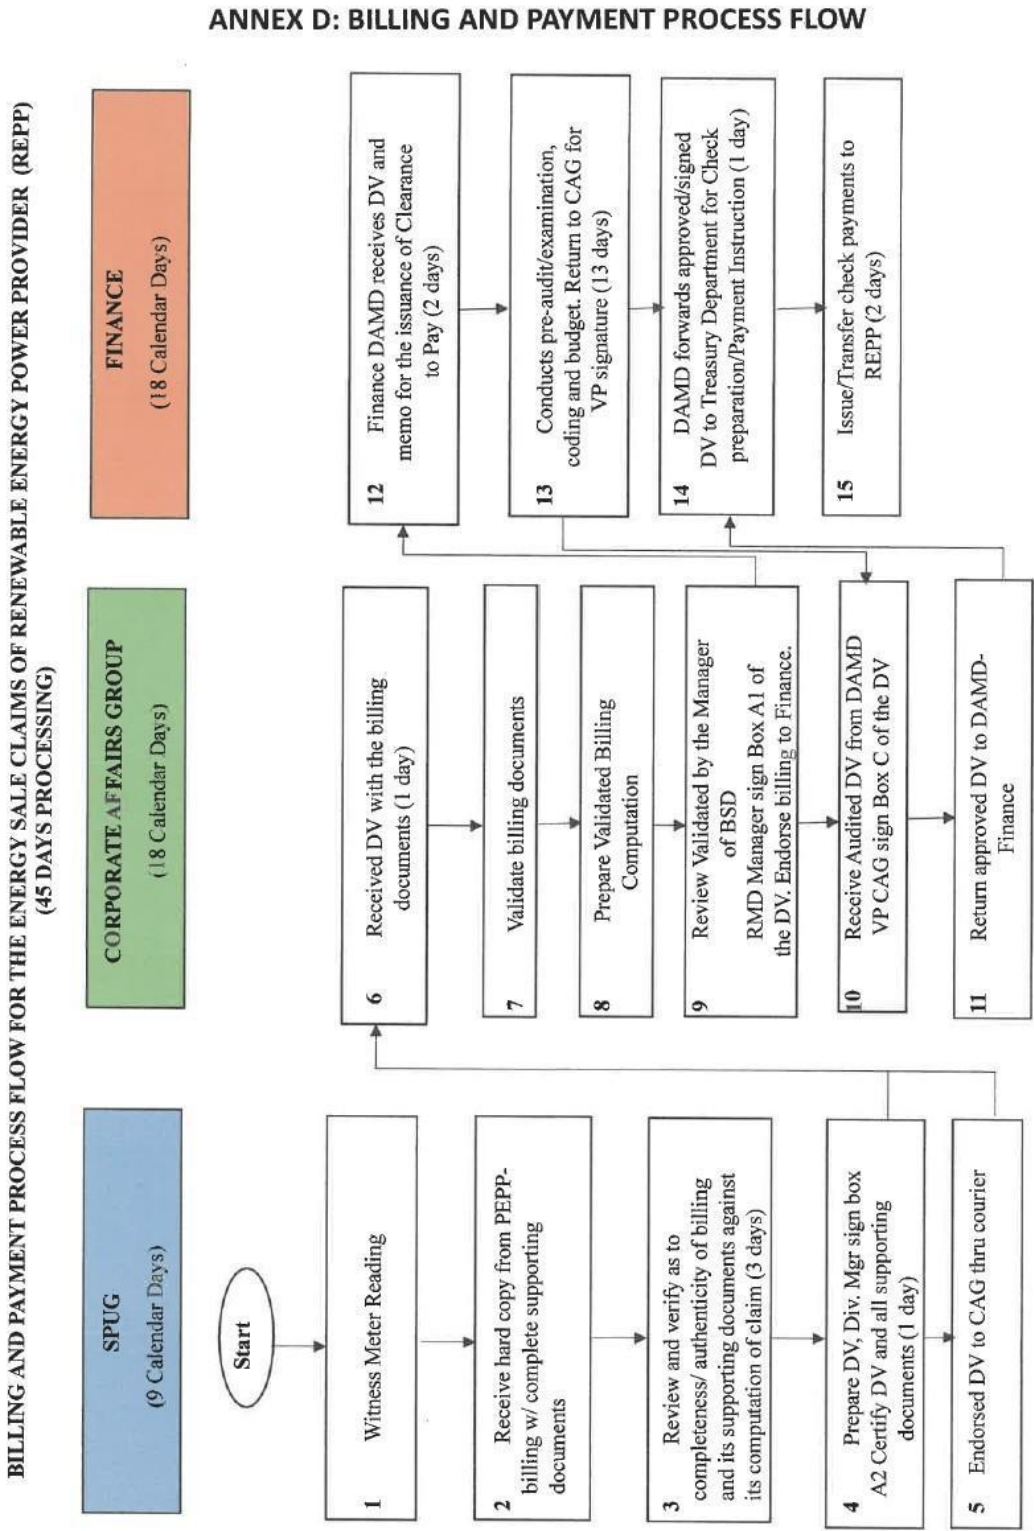 ANNEX D: BILLING AND PAYMENT PROCESS FLOW
BILLING AND PAYMENT PROCESS FLOW FOR THE ENERGY SALE CLAIMS OF RENEWABLE ENERGY POWER PROVIDER (REPP)
(45 DAYS PROCESSING)
SPUG
(9 Calendar Days)
Start
1 Witness Meter Reading
2 Receive hard copy from PEPP-
billing w/ complete supporting
documents
3 Review and verify as to
completeness/ authenticity of billing
and its supporting documents against
its computation of claim (3 days)
4 Prepare DV, Div. Mgr sign box
A2 Certify DV and all supporting
documents (1 day)
5 Endorsed DV to CAG thru courier
CORPORATE AFFAIRS GROUP
(18 Calendar Days)
6 Received DV with the billing
documents (1 day)
7 Validate billing documents
8 Prepare Validated Billing
Computation
9 Review Validated by the Manager
of BSD
RMD Manager sign Box A1 of
the DV. Endorse billing to Finance.
10 Receive Audited DV from DAMD
VP CAG sign Box C of the DV
11 Return approved DV to DAMD-
Finance
FINANCE
(18 Calendar Days)
12 Finance DAMD receives DV and
memo for the issuance of Clearance
to Pay (2 days)
13 Conducts pre-audit/examination,
coding and budget. Return to CAG for
VP signature (13 days)
14 DAMD forwards approved/signed
DV to Treasury Department for Check
preparation/Payment Instruction (1 day)
15 Issue/Transfer check payments to
REPP (2 days)